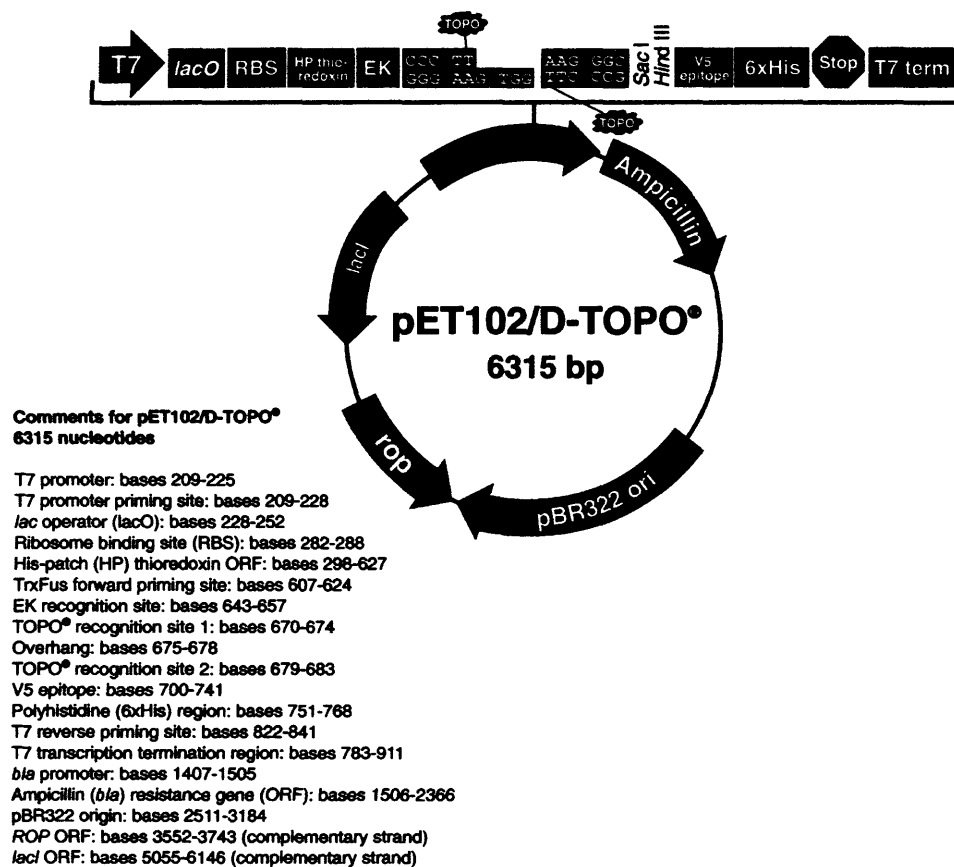 TOPO
T7
lacO
RBS
HP thio-
redoxin
EK
CCC TT
GGG AAG TGG
AAG GGC
TTC CCG
Sac I
Hind III
V5
epitope
6xHis
Stop
T7 term
TOPO
Ampicillin
lacI
pET102/D-TOPO®
6315 bp
rop
pBR322 ori
Comments for pET102/D-TOPO®
6315 nucleotides
T7 promoter: bases 209-225
T7 promoter priming site: bases 209-228
lac operator (lacO): bases 228-252
Ribosome binding site (RBS): bases 282-288
His-patch (HP) thioredoxin ORF: bases 298-627
TrxFus forward priming site: bases 607-624
EK recognition site: bases 643-657
TOPO® recognition site 1: bases 670-674
Overhang: bases 675-678
TOPO® recognition site 2: bases 679-683
V5 epitope: bases 700-741
Polyhistidine (6xHis) region: bases 751-768
T7 reverse priming site: bases 822-841
T7 transcription termination region: bases 783-911
bla promoter: bases 1407-1505
Ampicillin (bla) resistance gene (ORF): bases 1506-2366
pBR322 origin: bases 2511-3184
ROP ORF: bases 3552-3743 (complementary strand)
lacI ORF: bases 5055-6146 (complementary strand)